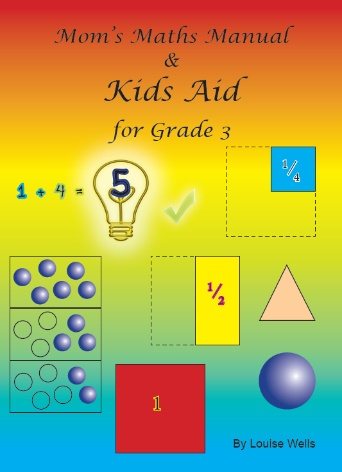 Mom's Maths Manual
&
Kids Aid
for Grade 3
1 + 4 = 5
1/4
1/2
1
By Louise Wells